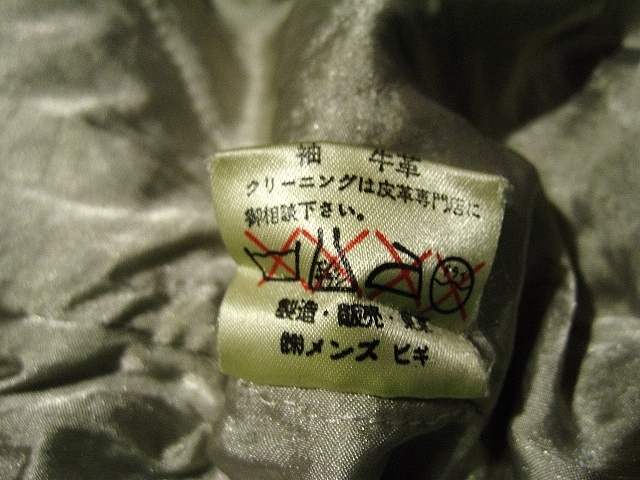 袖 牛革
クリーニングは皮革専門店に
御相談下さい。
製造・販売・
㈱メンズ ビギ